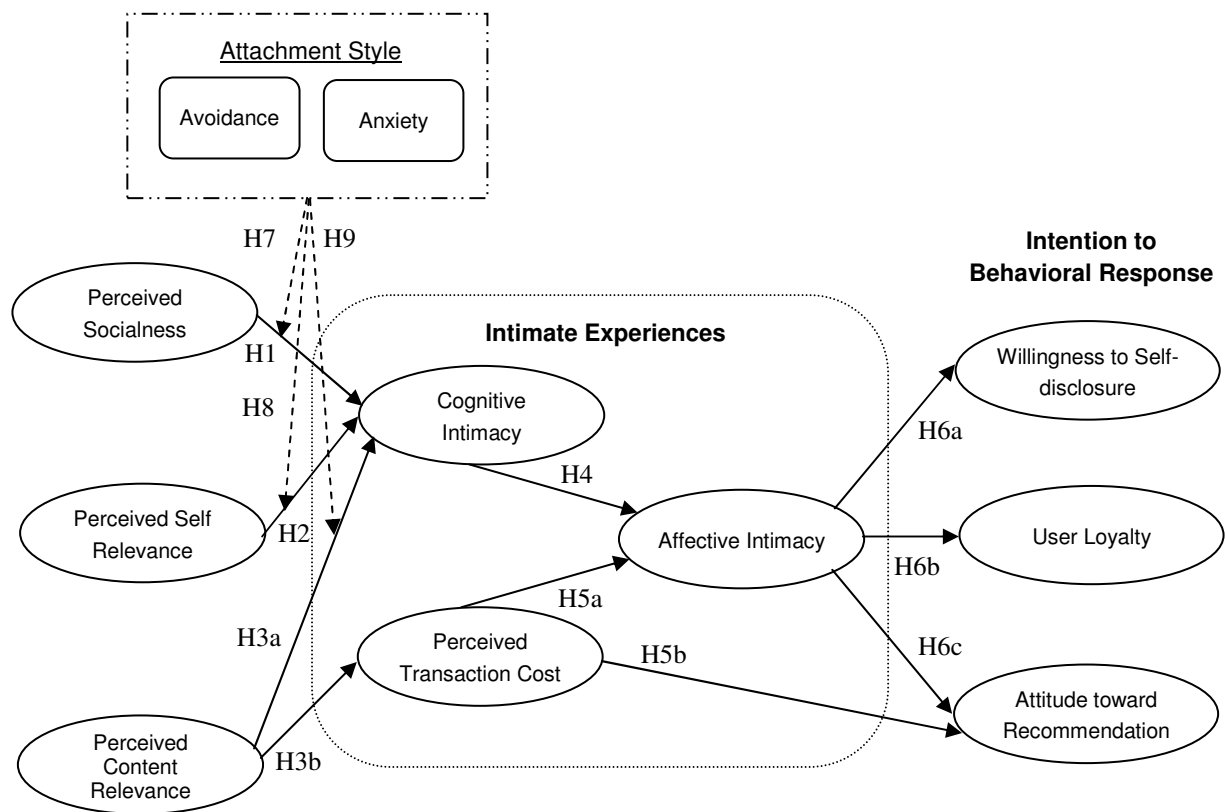 Attachment Style
Avoidance
Anxiety
H7
H9
Intention to
Behavioral Response
Perceived
Socialness
H1
Intimate Experiences
Willingness to Self-
disclosure
Cognitive
Intimacy
H8
H6a
H4
Perceived Self
Relevance
H2
Affective Intimacy
User Loyalty
H6b
H5a
H3a
Perceived
Transaction Cost
H5b
H6c
Attitude toward
Recommendation
Perceived
Content
Relevance
H3b